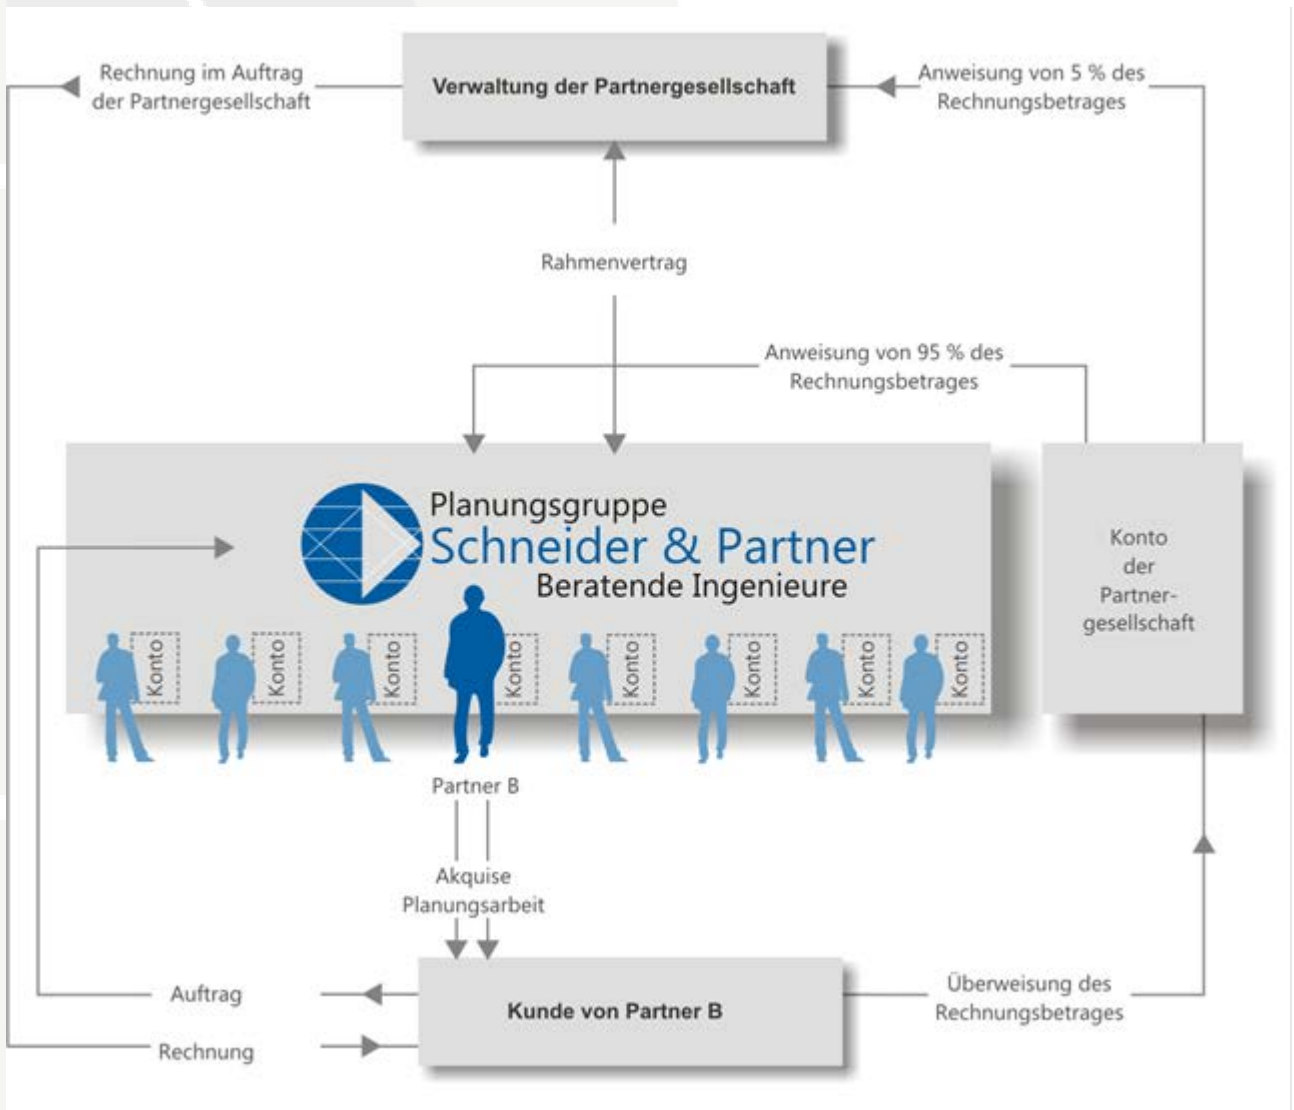 Rechnung im Auftrag
der Partnergesellschaft
Verwaltung der Partnergesellschaft
Anweisung von 5 % des
Rechnungsbetrages
Rahmenvertrag
Anweisung von 95 % des
Rechnungsbetrages
Planungsgruppe
Schneider & Partner
Beratende Ingenieure
Konto
der
Partner-
gesellschaft
Konto
Konto
Konto
Konto
Konto
Konto
Konto
Konto
Partner B
Akquise
Planungsarbeit
Auftrag
Rechnung
Kunde von Partner B
Überweisung des
Rechnungsbetrages